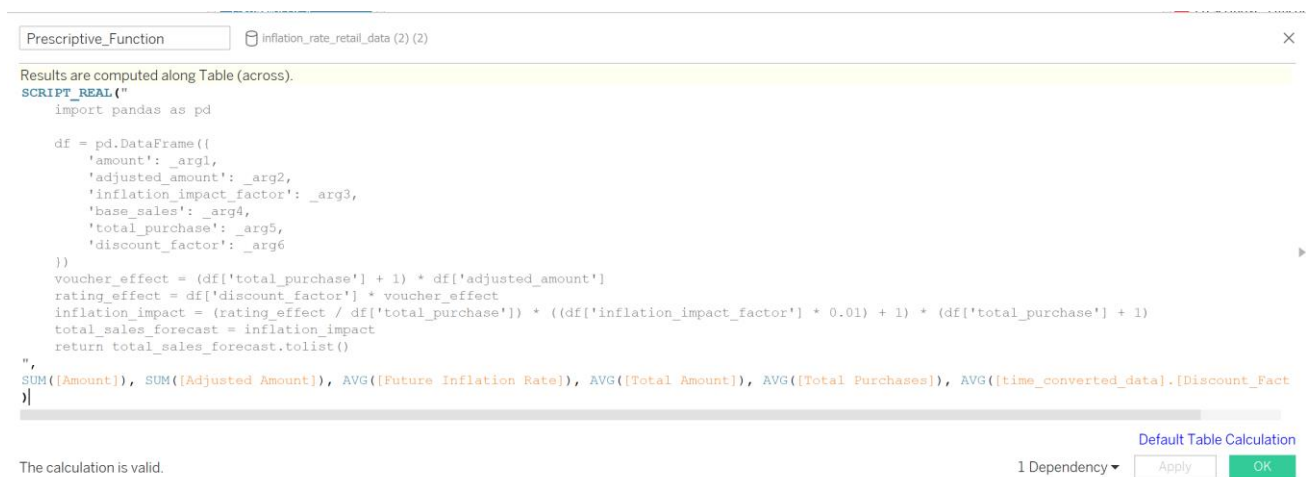 Prescriptive_Function
inflation_rate_retail_data (2) (2)
Results are computed along Table (across).
SCRIPT_REAL("
    import pandas as pd

    df = pd.DataFrame({
        'amount': _arg1,
        'adjusted_amount': _arg2,
        'inflation_impact_factor': _arg3,
        'base_sales': _arg4,
        'total_purchase': _arg5,
        'discount_factor': _arg6
    })
    voucher_effect = (df['total_purchase'] + 1) * df['adjusted_amount']
    rating_effect = df['discount_factor'] * voucher_effect
    inflation_impact = (rating_effect / df['total_purchase']) * ((df['inflation_impact_factor'] * 0.01) + 1) * (df['total_purchase'] + 1)
    total_sales_forecast = inflation_impact
    return total_sales_forecast.tolist()
",
SUM([Amount]), SUM([Adjusted Amount]), AVG([Future Inflation Rate]), AVG([Total Amount]), AVG([Total Purchases]), AVG([time_converted_data].[Discount_Fact
)
Default Table Calculation
The calculation is valid.
1 Dependency
Apply
OK